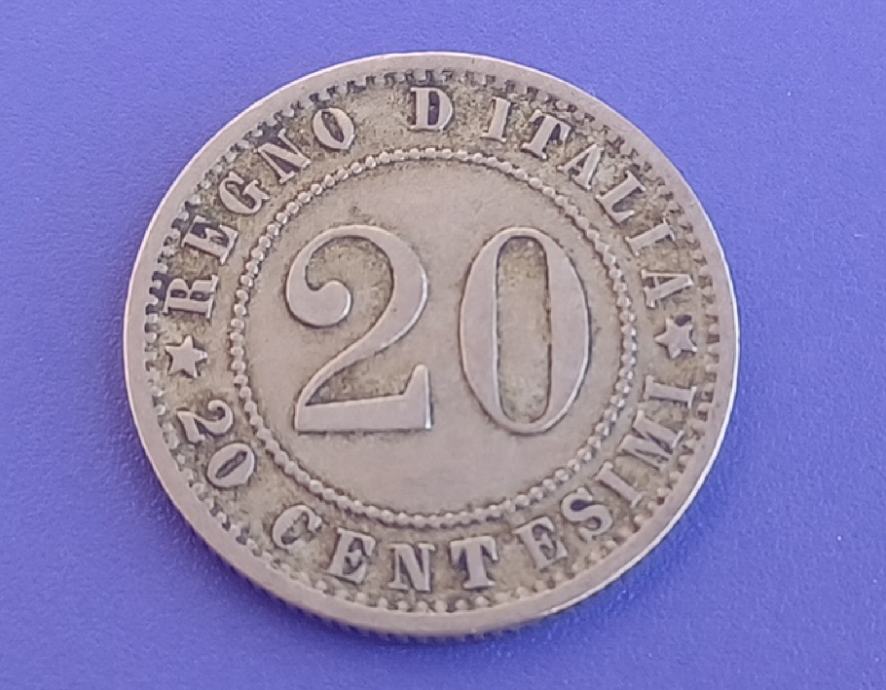 ★ REGNO D ITALIA ★
20
20 CENTESIMI